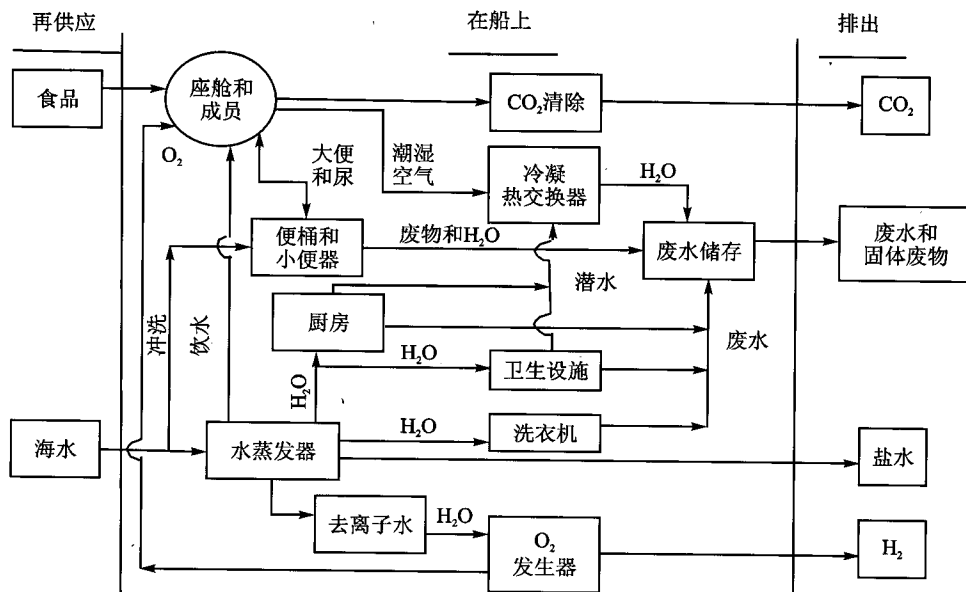 再供应
在船上
排出
食品
座舱和
成员
CO₂清除
CO₂
O₂
大便
和尿
潮湿
空气
冷凝
热交换器
H₂O
便桶和
小便器
废物和H₂O
废水储存
废水和
固体废物
潜水
冲洗
饮水
厨房
废水
H₂O
H₂O
卫生设施
海水
水蒸发器
H₂O
洗衣机
盐水
去离子水
H₂O
O₂
发生器
H₂